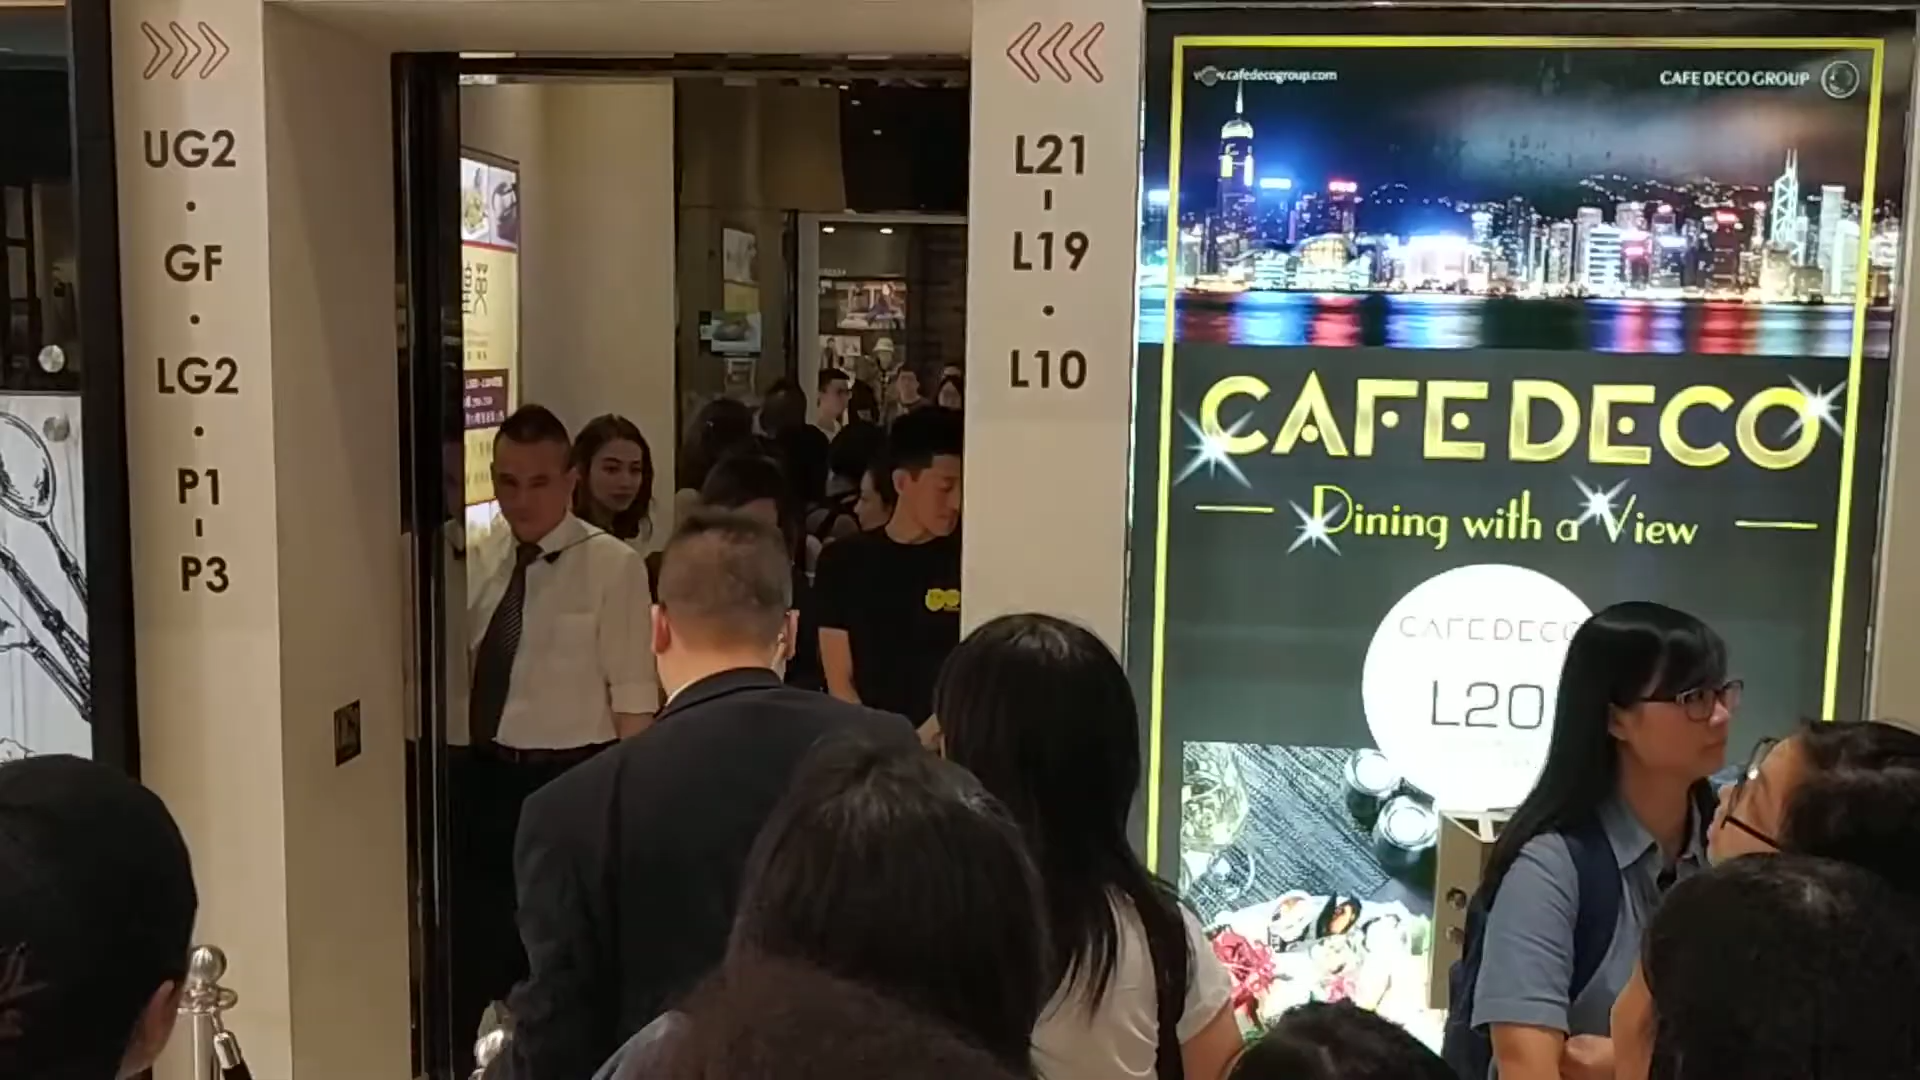 UG2
GF
LG2
P1
P3
L21
L19
L10
www.cafedecogroup.com
CAFE DECO GROUP
CAFE DECO
Dining with a View
CAFE DECO
L20